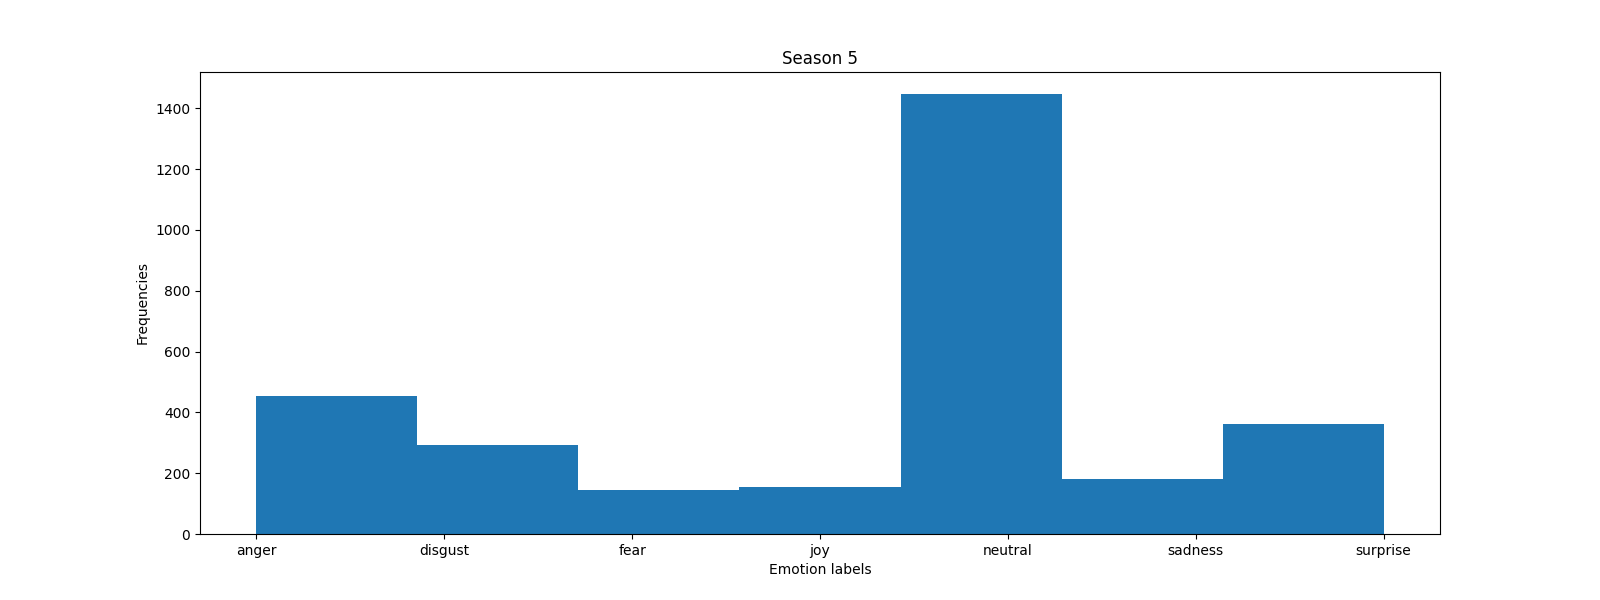 Season 5
1400
1200
1000
800
600
400
200
0
Frequencies
anger disgust fear joy neutral sadness surprise
Emotion labels